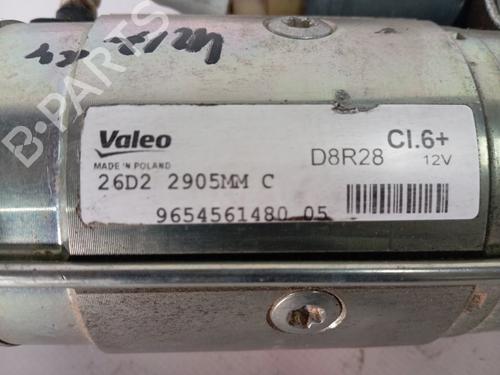 Valeo
MADE IN POLAND
D8R28
Cl.6+
12V
26D2 2905MM C
9654561480 05
B-PARTS